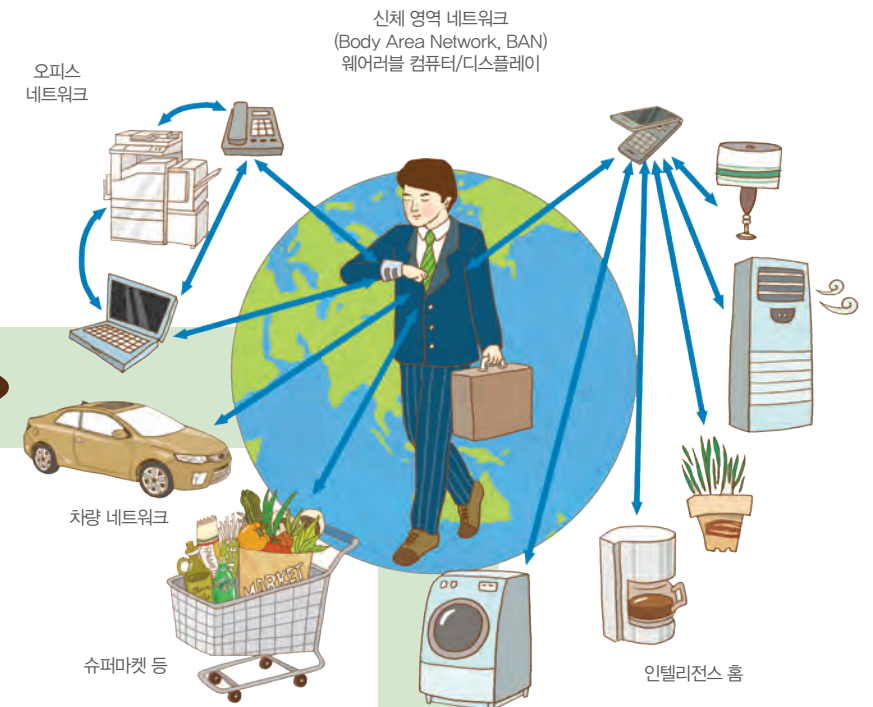 신체 영역 네트워크
(Body Area Network, BAN)
웨어러블 컴퓨터/디스플레이
오피스
네트워크
차량 네트워크
MARKET
슈퍼마켓 등
인텔리전스 홈